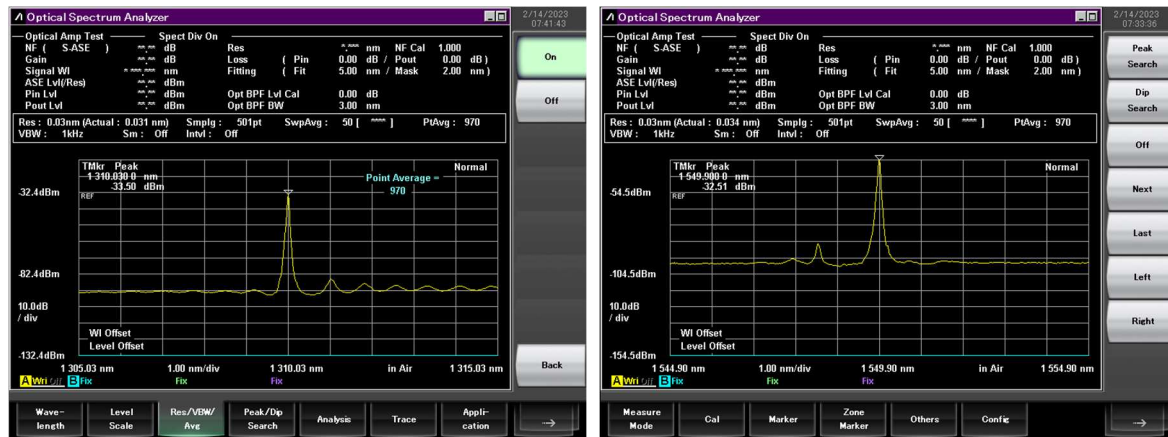 Optical Spectrum Analyzer
2/14/2023
07:41:43
Optical Amp Test Spect Div On
NF ( S-ASE ) **.** dB Res *.*** nm NF Cal 1.000
Gain **.** dB Loss ( Pin 0.00 dB / Pout 0.00 dB )
Signal Wl * ***.*** nm Fitting ( Fit 5.00 nm / Mask 2.00 nm )
ASE Lvl(/Res) **.** dBm
Pin Lvl **.** dBm Opt BPF Lvl Cal 0.00 dB
Pout Lvl **.** dBm Opt BPF BW 3.00 nm
Res : 0.03nm (Actual : 0.031 nm) Smplg : 501pt SwpAvg : 50 [ **** ] PtAvg : 970
VBW : 1kHz Sm : Off Intvl : Off
TMkr Peak
1 310.030 0 nm
-33.50 dBm
Normal
Point Average =
970
-32.4dBm
REF
-82.4dBm
10.0dB
/ div
Wl Offset
Level Offset
-132.4dBm
1 305.03 nm 1.00 nm/div 1 310.03 nm in Air 1 315.03 nm
A Wri Off B Fix Fix Fix
On
Off
Back
Wave-
length
Level
Scale
Res/VBW/
Avg
Peak/Dip
Search
Analysis
Trace
Appli-
cation
Optical Spectrum Analyzer
2/14/2023
07:33:36
Optical Amp Test Spect Div On
NF ( S-ASE ) **.** dB Res *.*** nm NF Cal 1.000
Gain **.** dB Loss ( Pin 0.00 dB / Pout 0.00 dB )
Signal Wl * ***.*** nm Fitting ( Fit 5.00 nm / Mask 2.00 nm )
ASE Lvl(/Res) **.** dBm
Pin Lvl **.** dBm Opt BPF Lvl Cal 0.00 dB
Pout Lvl **.** dBm Opt BPF BW 3.00 nm
Res : 0.03nm (Actual : 0.034 nm) Smplg : 501pt SwpAvg : 50 [ **** ] PtAvg : 970
VBW : 1kHz Sm : Off Intvl : Off
TMkr Peak
1 549.900 0 nm
-32.51 dBm
Normal
-54.5dBm
REF
-104.5dBm
10.0dB
/ div
Wl Offset
Level Offset
-154.5dBm
1 544.90 nm 1.00 nm/div 1 549.90 nm in Air 1 554.90 nm
A Wri Off B Fix Fix Fix
Peak
Search
Dip
Search
Off
Next
Last
Left
Right
Measure
Mode
Cal
Marker
Zone
Marker
Others
Config